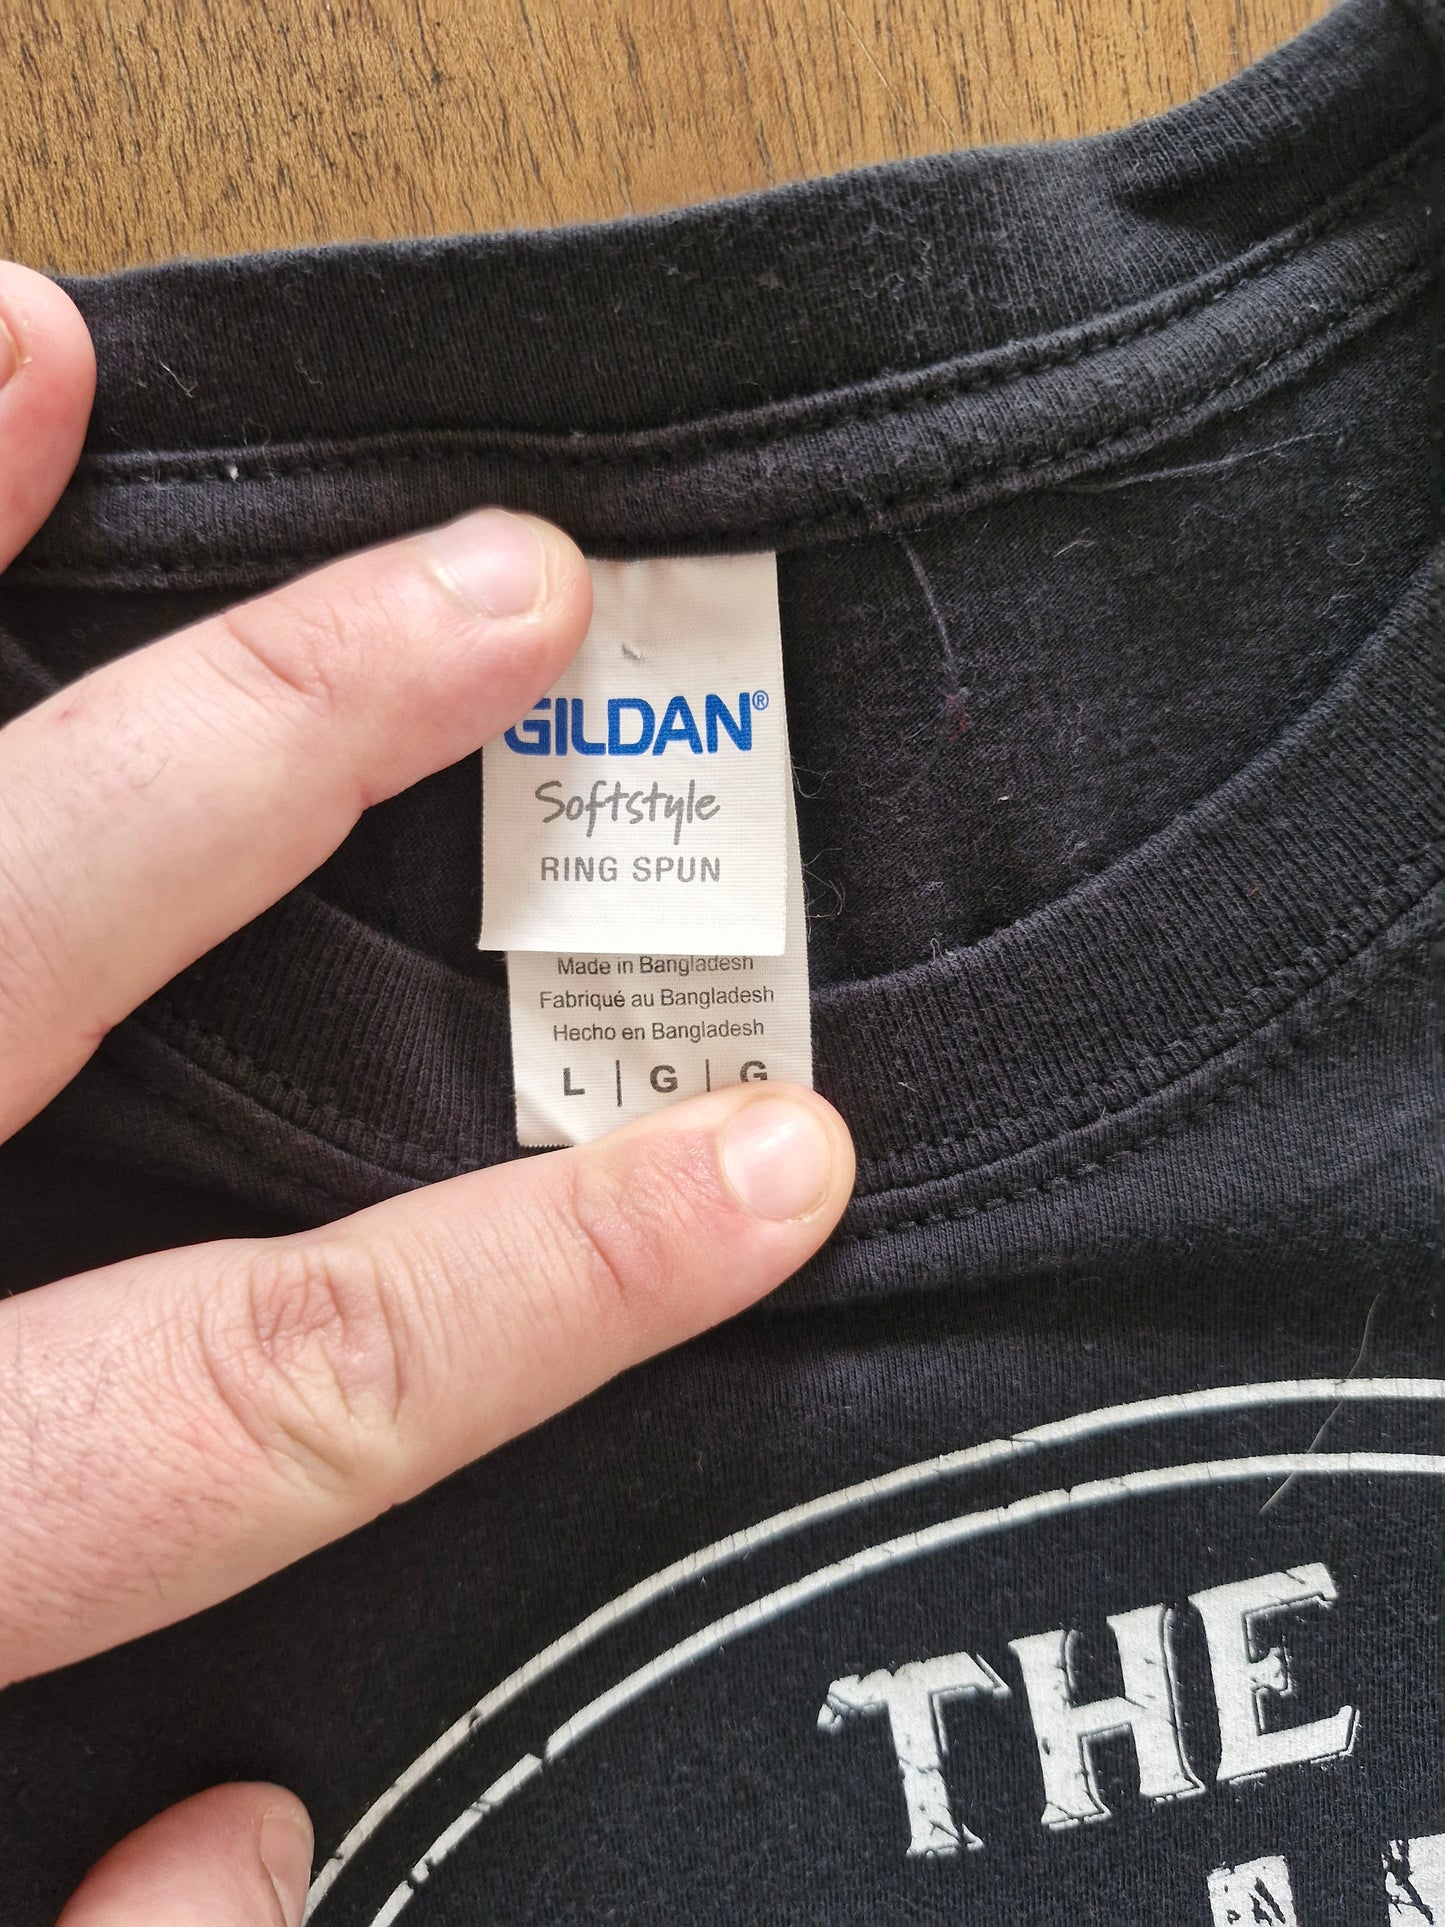 GILDAN®
Softstyle
RING SPUN
Made in Bangladesh
Fabriqué au Bangladesh
Hecho en Bangladesh
L | G | G
THE